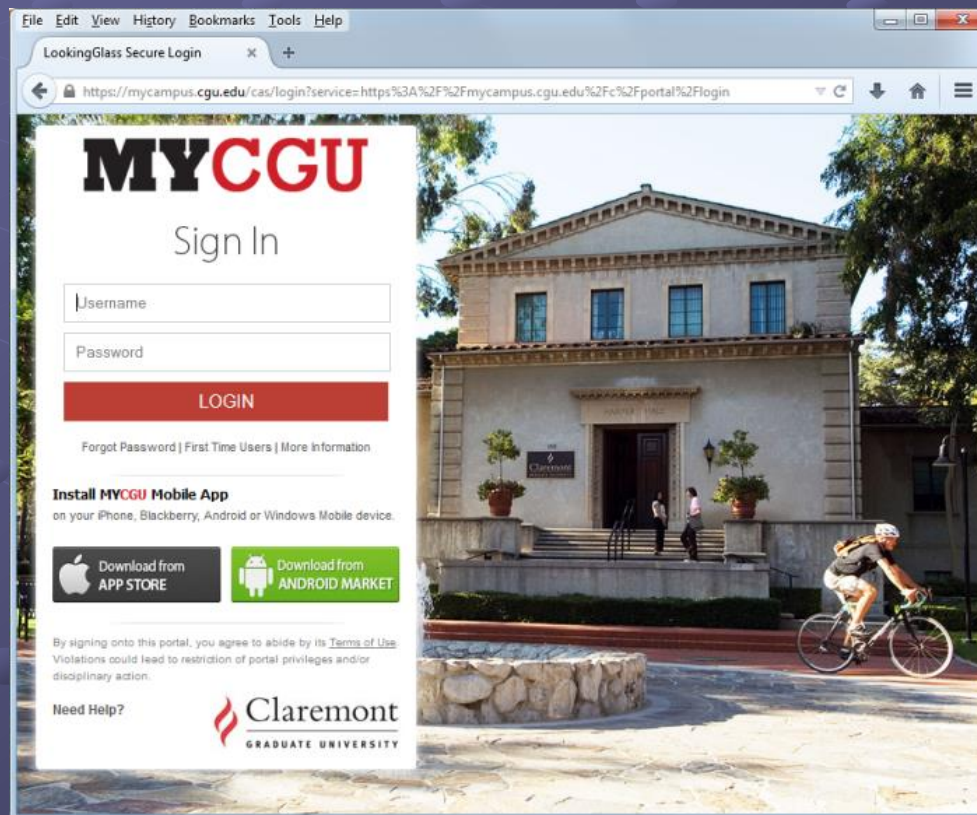 File Edit View History Bookmarks Tools Help
LookingGlass Secure Login
https://mycampus.cgu.edu/cas/login?service=https%3A%2F%2Fmycampus.cgu.edu%2Fc%2Fportal%2Flogin
MYCGU
Sign In
Username
Password
LOGIN
Forgot Password | First Time Users | More Information
Install MYCGU Mobile App
on your iPhone, Blackberry, Android or Windows Mobile device.
Download from
APP STORE
Download from
ANDROID MARKET
By signing onto this portal, you agree to abide by its Terms of Use.
Violations could lead to restriction of portal privileges and/or
disciplinary action.
Need Help?
Claremont
GRADUATE UNIVERSITY
HARPER HALL
Claremont